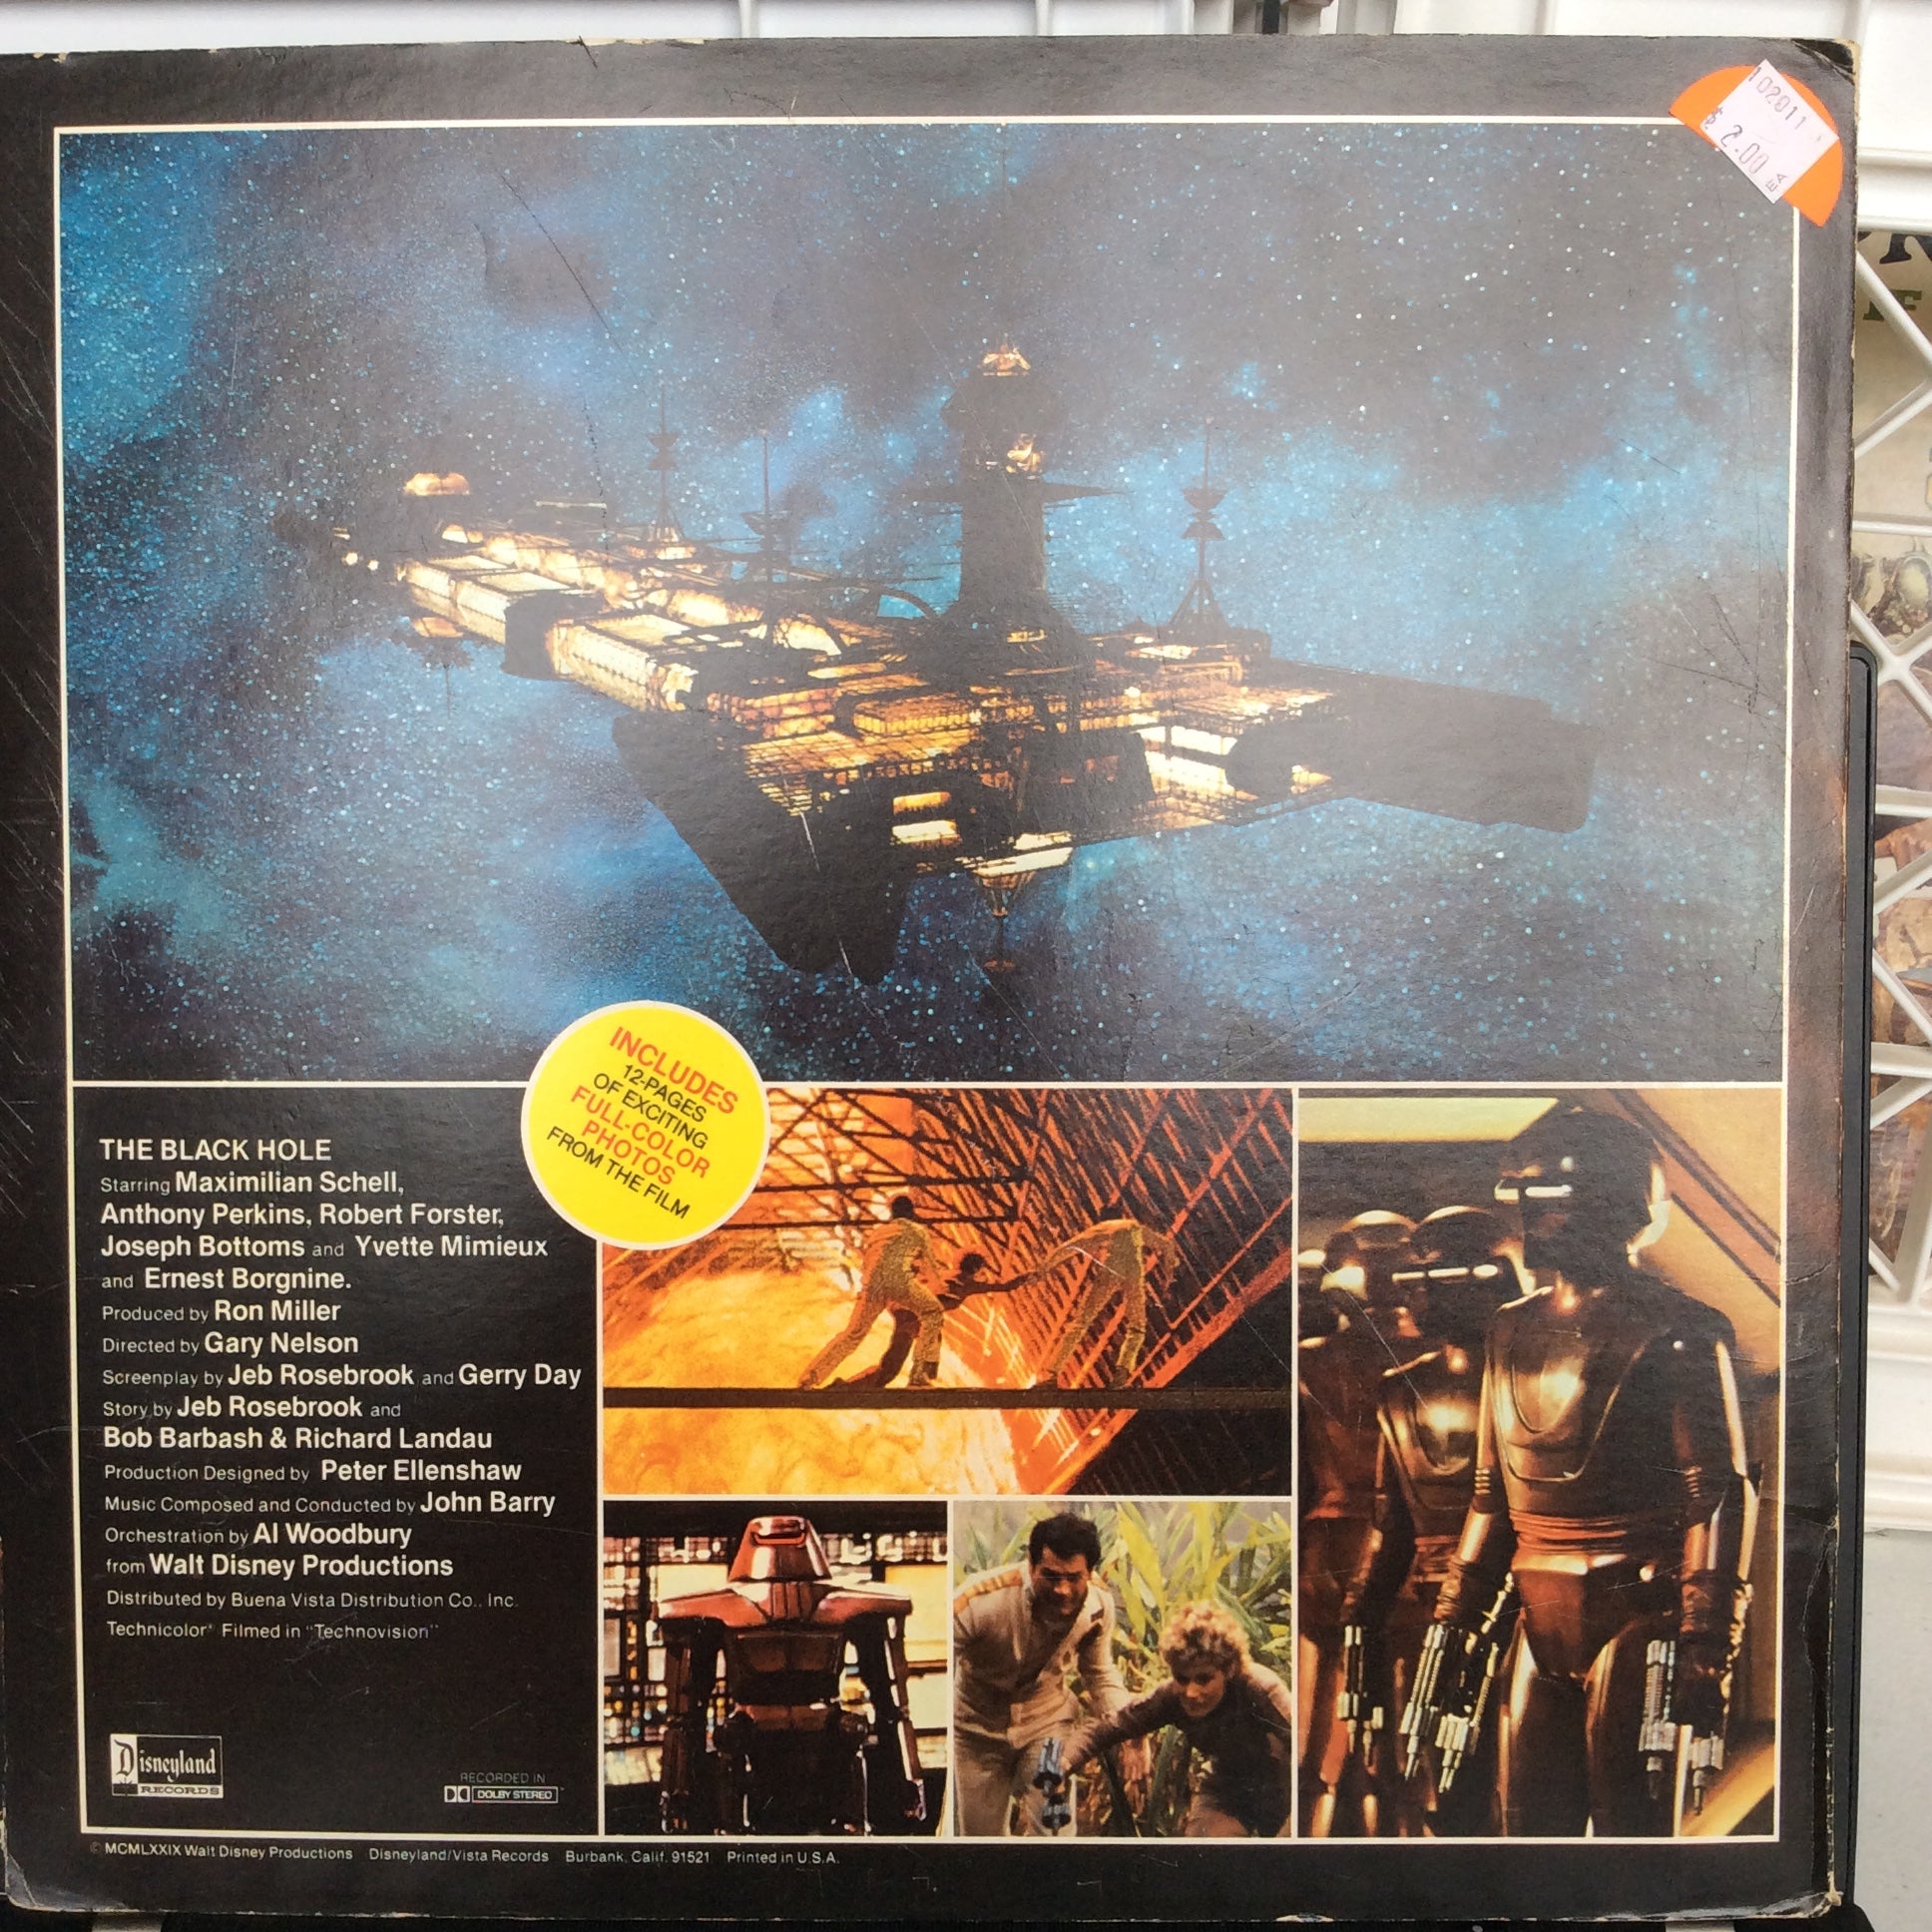 102011
$ 2.00 EA
INCLUDES
12-PAGES
OF EXCITING
FULL-COLOR
PHOTOS
FROM THE FILM
THE BLACK HOLE
Starring Maximilian Schell,
Anthony Perkins, Robert Forster,
Joseph Bottoms and Yvette Mimieux
and Ernest Borgnine.
Produced by Ron Miller
Directed by Gary Nelson
Screenplay by Jeb Rosebrook and Gerry Day
Story by Jeb Rosebrook and
Bob Barbash & Richard Landau
Production Designed by Peter Ellenshaw
Music Composed and Conducted by John Barry
Orchestration by Al Woodbury
from Walt Disney Productions
Distributed by Buena Vista Distribution Co., Inc.
Technicolor® Filmed in "Technovision"
Disneyland
RECORDS
RECORDED IN
DOLBY STEREO™
© MCMLXXIX Walt Disney Productions Disneyland/Vista Records Burbank, Calif. 91521 Printed in U.S.A.